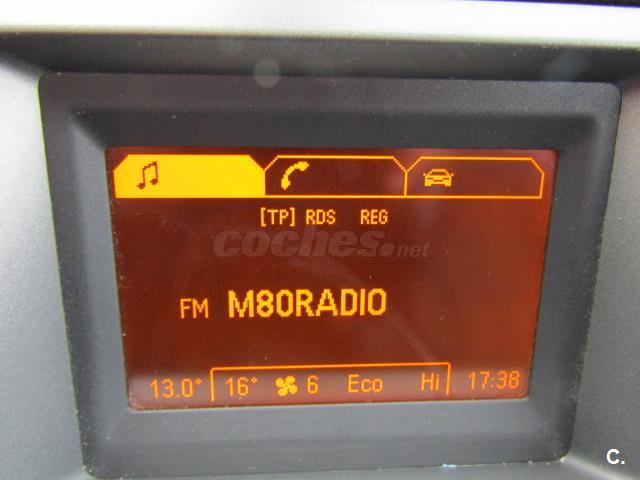 [TP] RDS REG
coches.net
FM M80RADIO
13.0° 16° 6 Eco Hi 17:38
C.